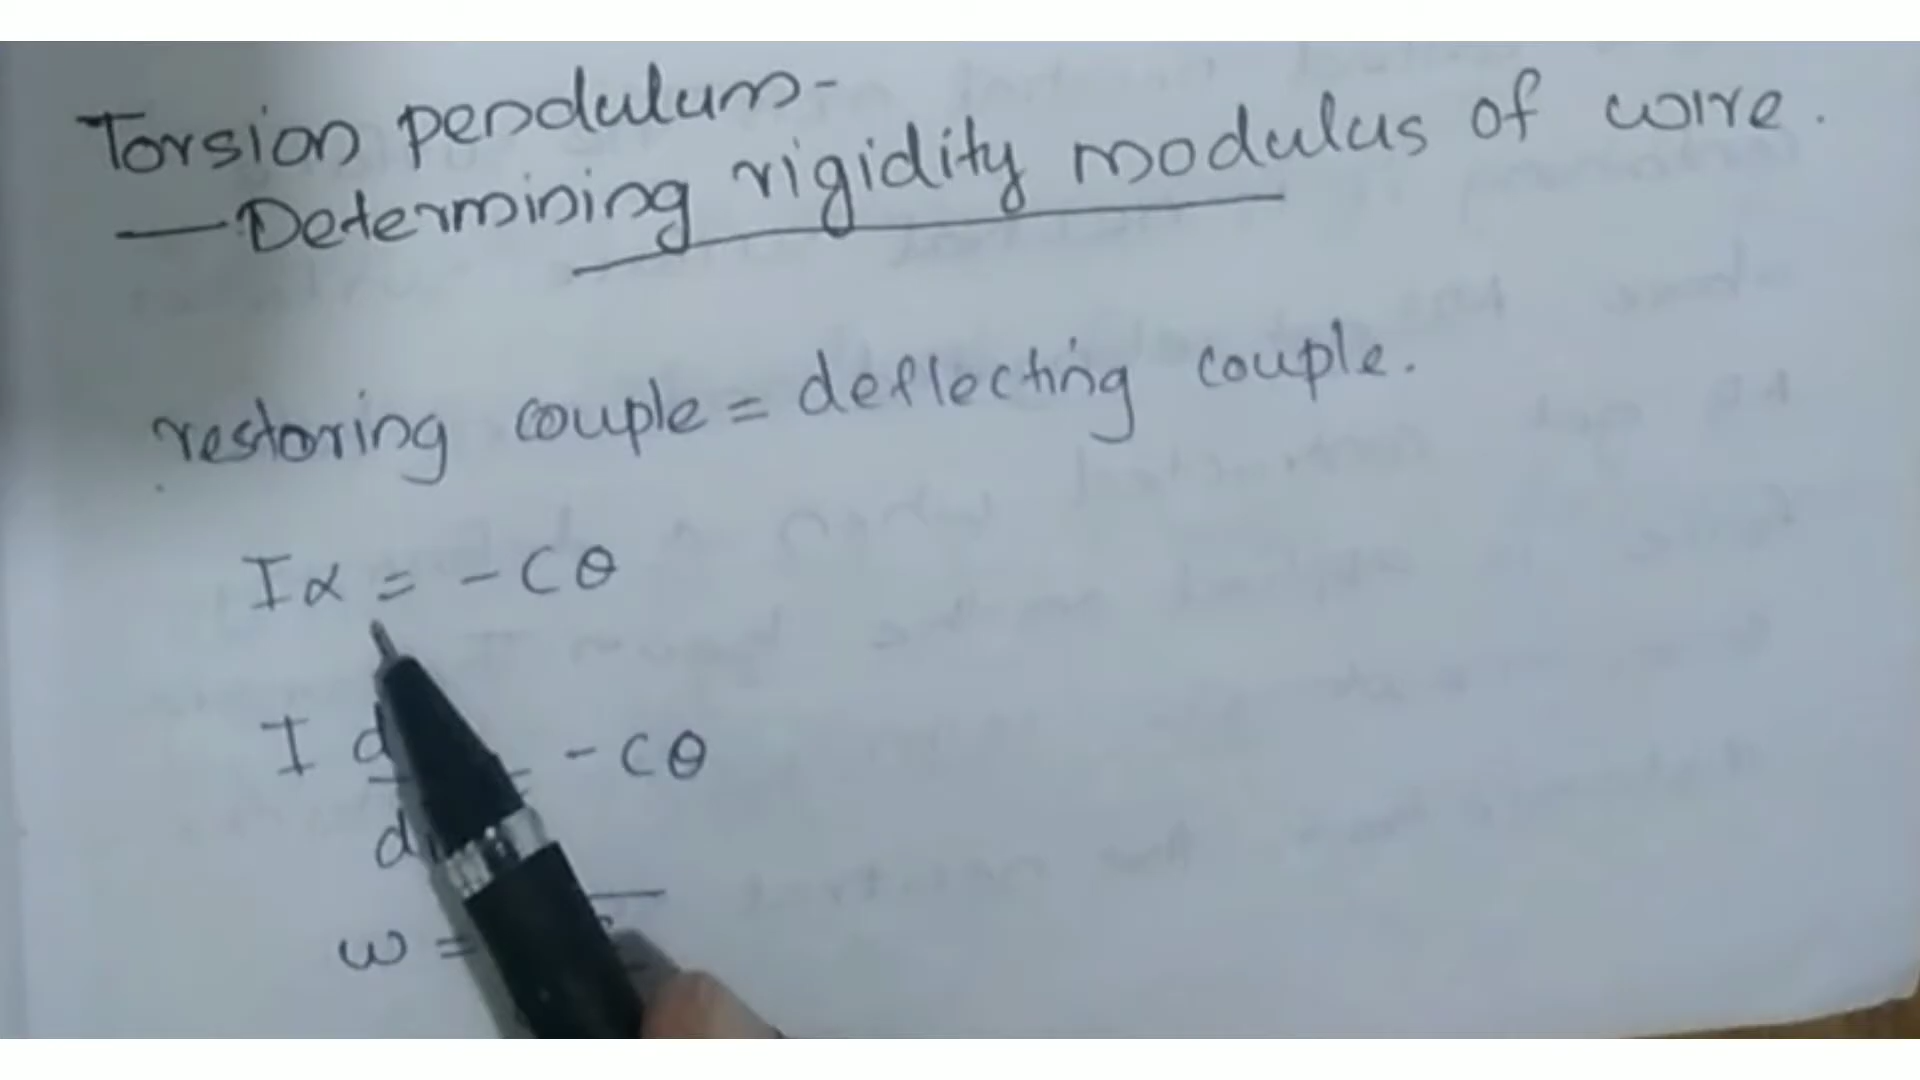 Torsion pendulum-
— Determining rigidity modulus of wire.
restoring couple = deflecting couple.
Iα = - Cθ
I d = - Cθ
d
ω =